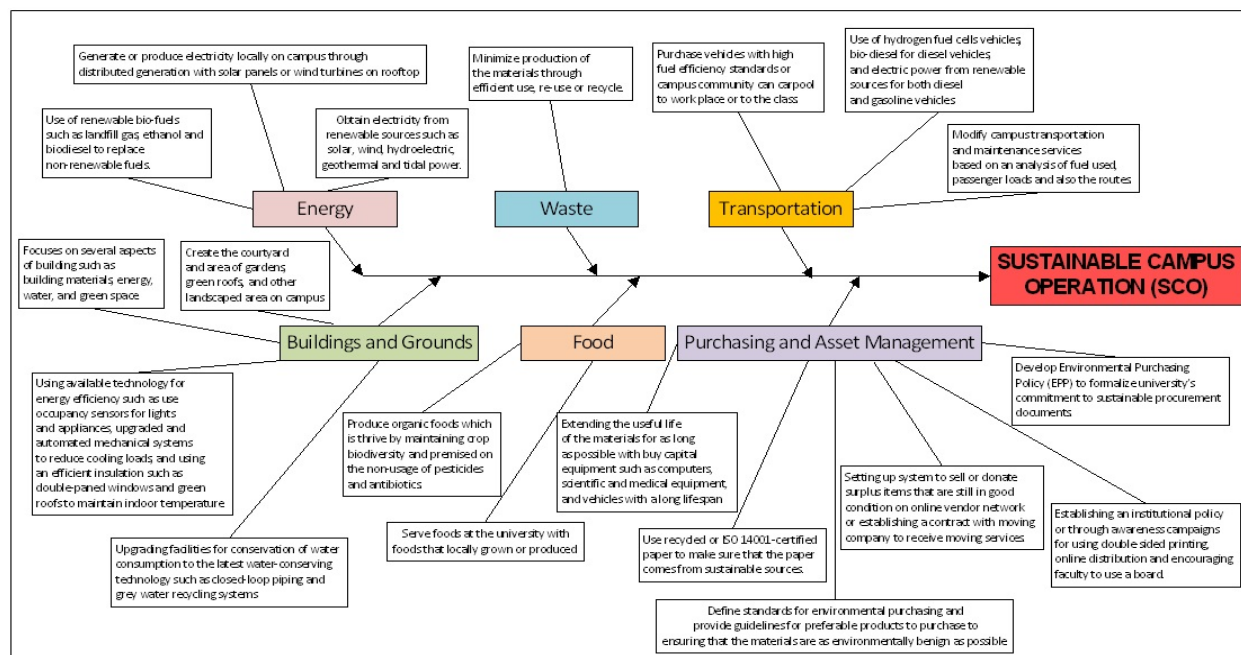 Generate or produce electricity locally on campus through
distributed generation with solar panels or wind turbines on rooftop
Minimize production of
the materials through
efficient use, re-use or recycle.
Purchase vehicles with high
fuel efficiency standards or
campus community can carpool
to work place or to the class
Use of hydrogen fuel cells vehicles,
bio-diesel for diesel vehicles,
and electric power from renewable
sources for both diesel
and gasoline vehicles
Use of renewable bio-fuels
such as landfill gas, ethanol and
biodiesel to replace
non-renewable fuels.
Obtain electricity from
renewable sources such as
solar, wind, hydroelectric,
geothermal and tidal power.
Modify campus transportation
and maintenance services
based on an analysis of fuel used,
passenger loads and also the routes.
Energy
Waste
Transportation
Focuses on several aspects
of building such as
building materials, energy,
water, and green space
Create the courtyard
and area of gardens,
green roofs, and other
landscaped area on campus
SUSTAINABLE CAMPUS
OPERATION (SCO)
Buildings and Grounds
Food
Purchasing and Asset Management
Using available technology for
energy efficiency such as use
occupancy sensors for lights
and appliances, upgraded and
automated mechanical systems
to reduce cooling loads, and using
an efficient insulation such as
double-paned windows and green
roofs to maintain indoor temperature
Produce organic foods which
is thrive by maintaining crop
biodiversity and premised on
the non-usage of pesticides
and antibiotics.
Extending the useful life
of the materials for as long
as possible with buy capital
equipment such as computers,
scientific and medical equipment,
and vehicles with a long lifespan
Develop Environmental Purchasing
Policy (EPP) to formalize university's
commitment to sustainable procurement
documents.
Setting up system to sell or donate
surplus items that are still in good
condition on online vendor network
or establishing a contract with moving
company to receive moving services
Establishing an institutional policy
or through awareness campaigns
for using double-sided printing,
online distribution and encouraging
faculty to use a board.
Serve foods at the university with
foods that locally grown or produced
Use recycled or ISO 14001-certified
paper to make sure that the paper
comes from sustainable sources.
Upgrading facilities for conservation of water
consumption to the latest water-conserving
technology such as closed-loop piping and
grey water recycling systems
Define standards for environmental purchasing and
provide guidelines for preferable products to purchase to
ensuring that the materials are as environmentally benign as possible